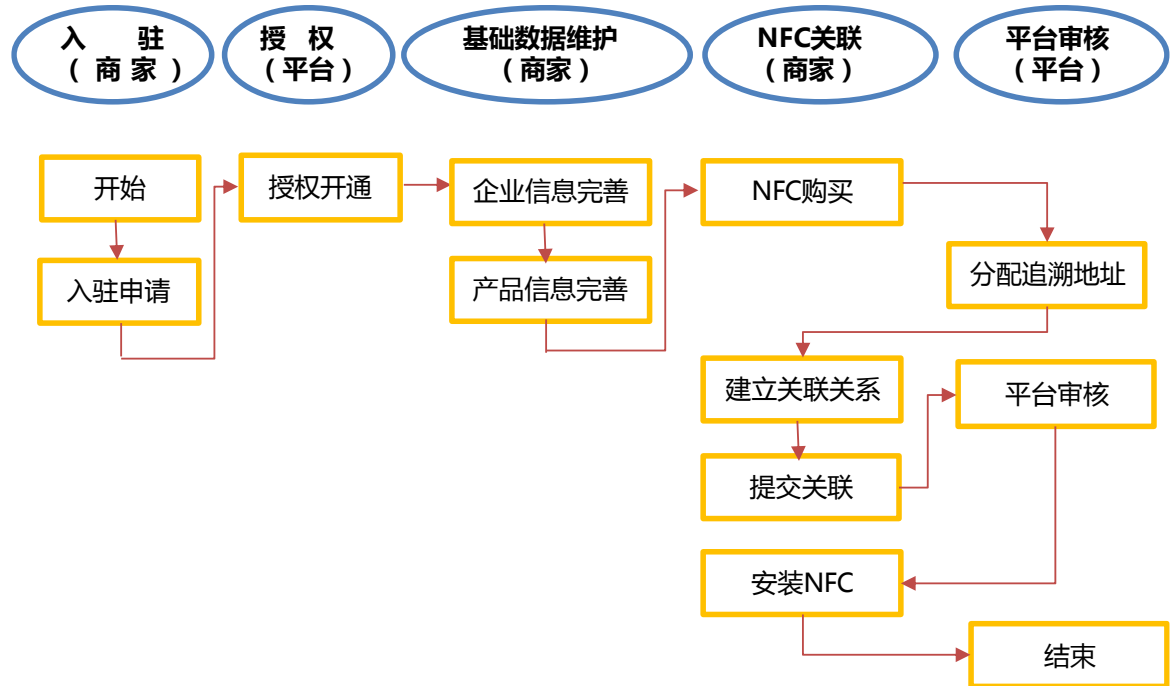 入 驻
（ 商 家 ）
授 权
（平台）
基础数据维护
（商家）
NFC关联
（商家）
平台审核
（平台）
开始
授权开通
企业信息完善
NFC购买
入驻申请
产品信息完善
分配追溯地址
建立关联关系
平台审核
提交关联
安装NFC
结束